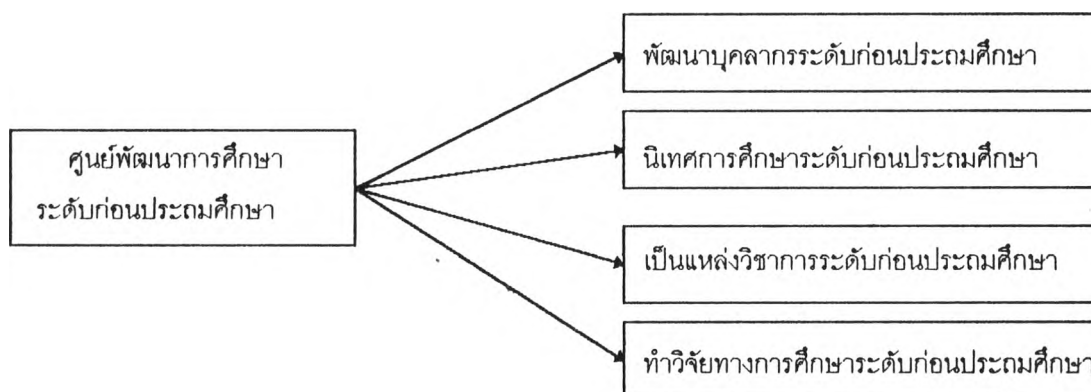 พัฒนาบุคลากรระดับก่อนประถมศึกษา
ศูนย์พัฒนาการศึกษา
ระดับก่อนประถมศึกษา
นิเทศการศึกษาระดับก่อนประถมศึกษา
เป็นแหล่งวิชาการระดับก่อนประถมศึกษา
ทำวิจัยทางการศึกษาระดับก่อนประถมศึกษา